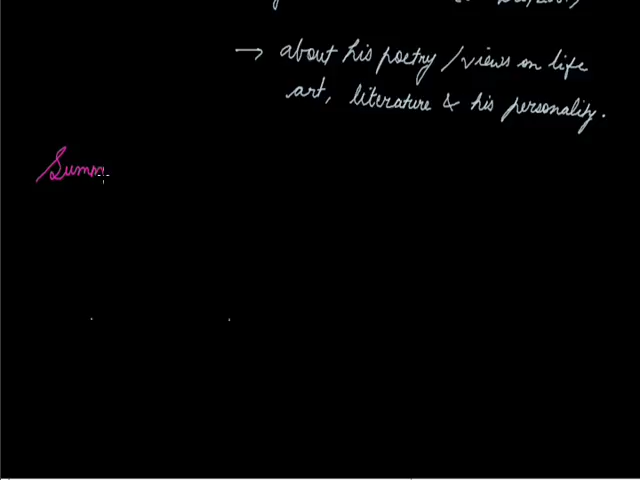 → about his poetry / views on life
art, literature & his personality.
Summ